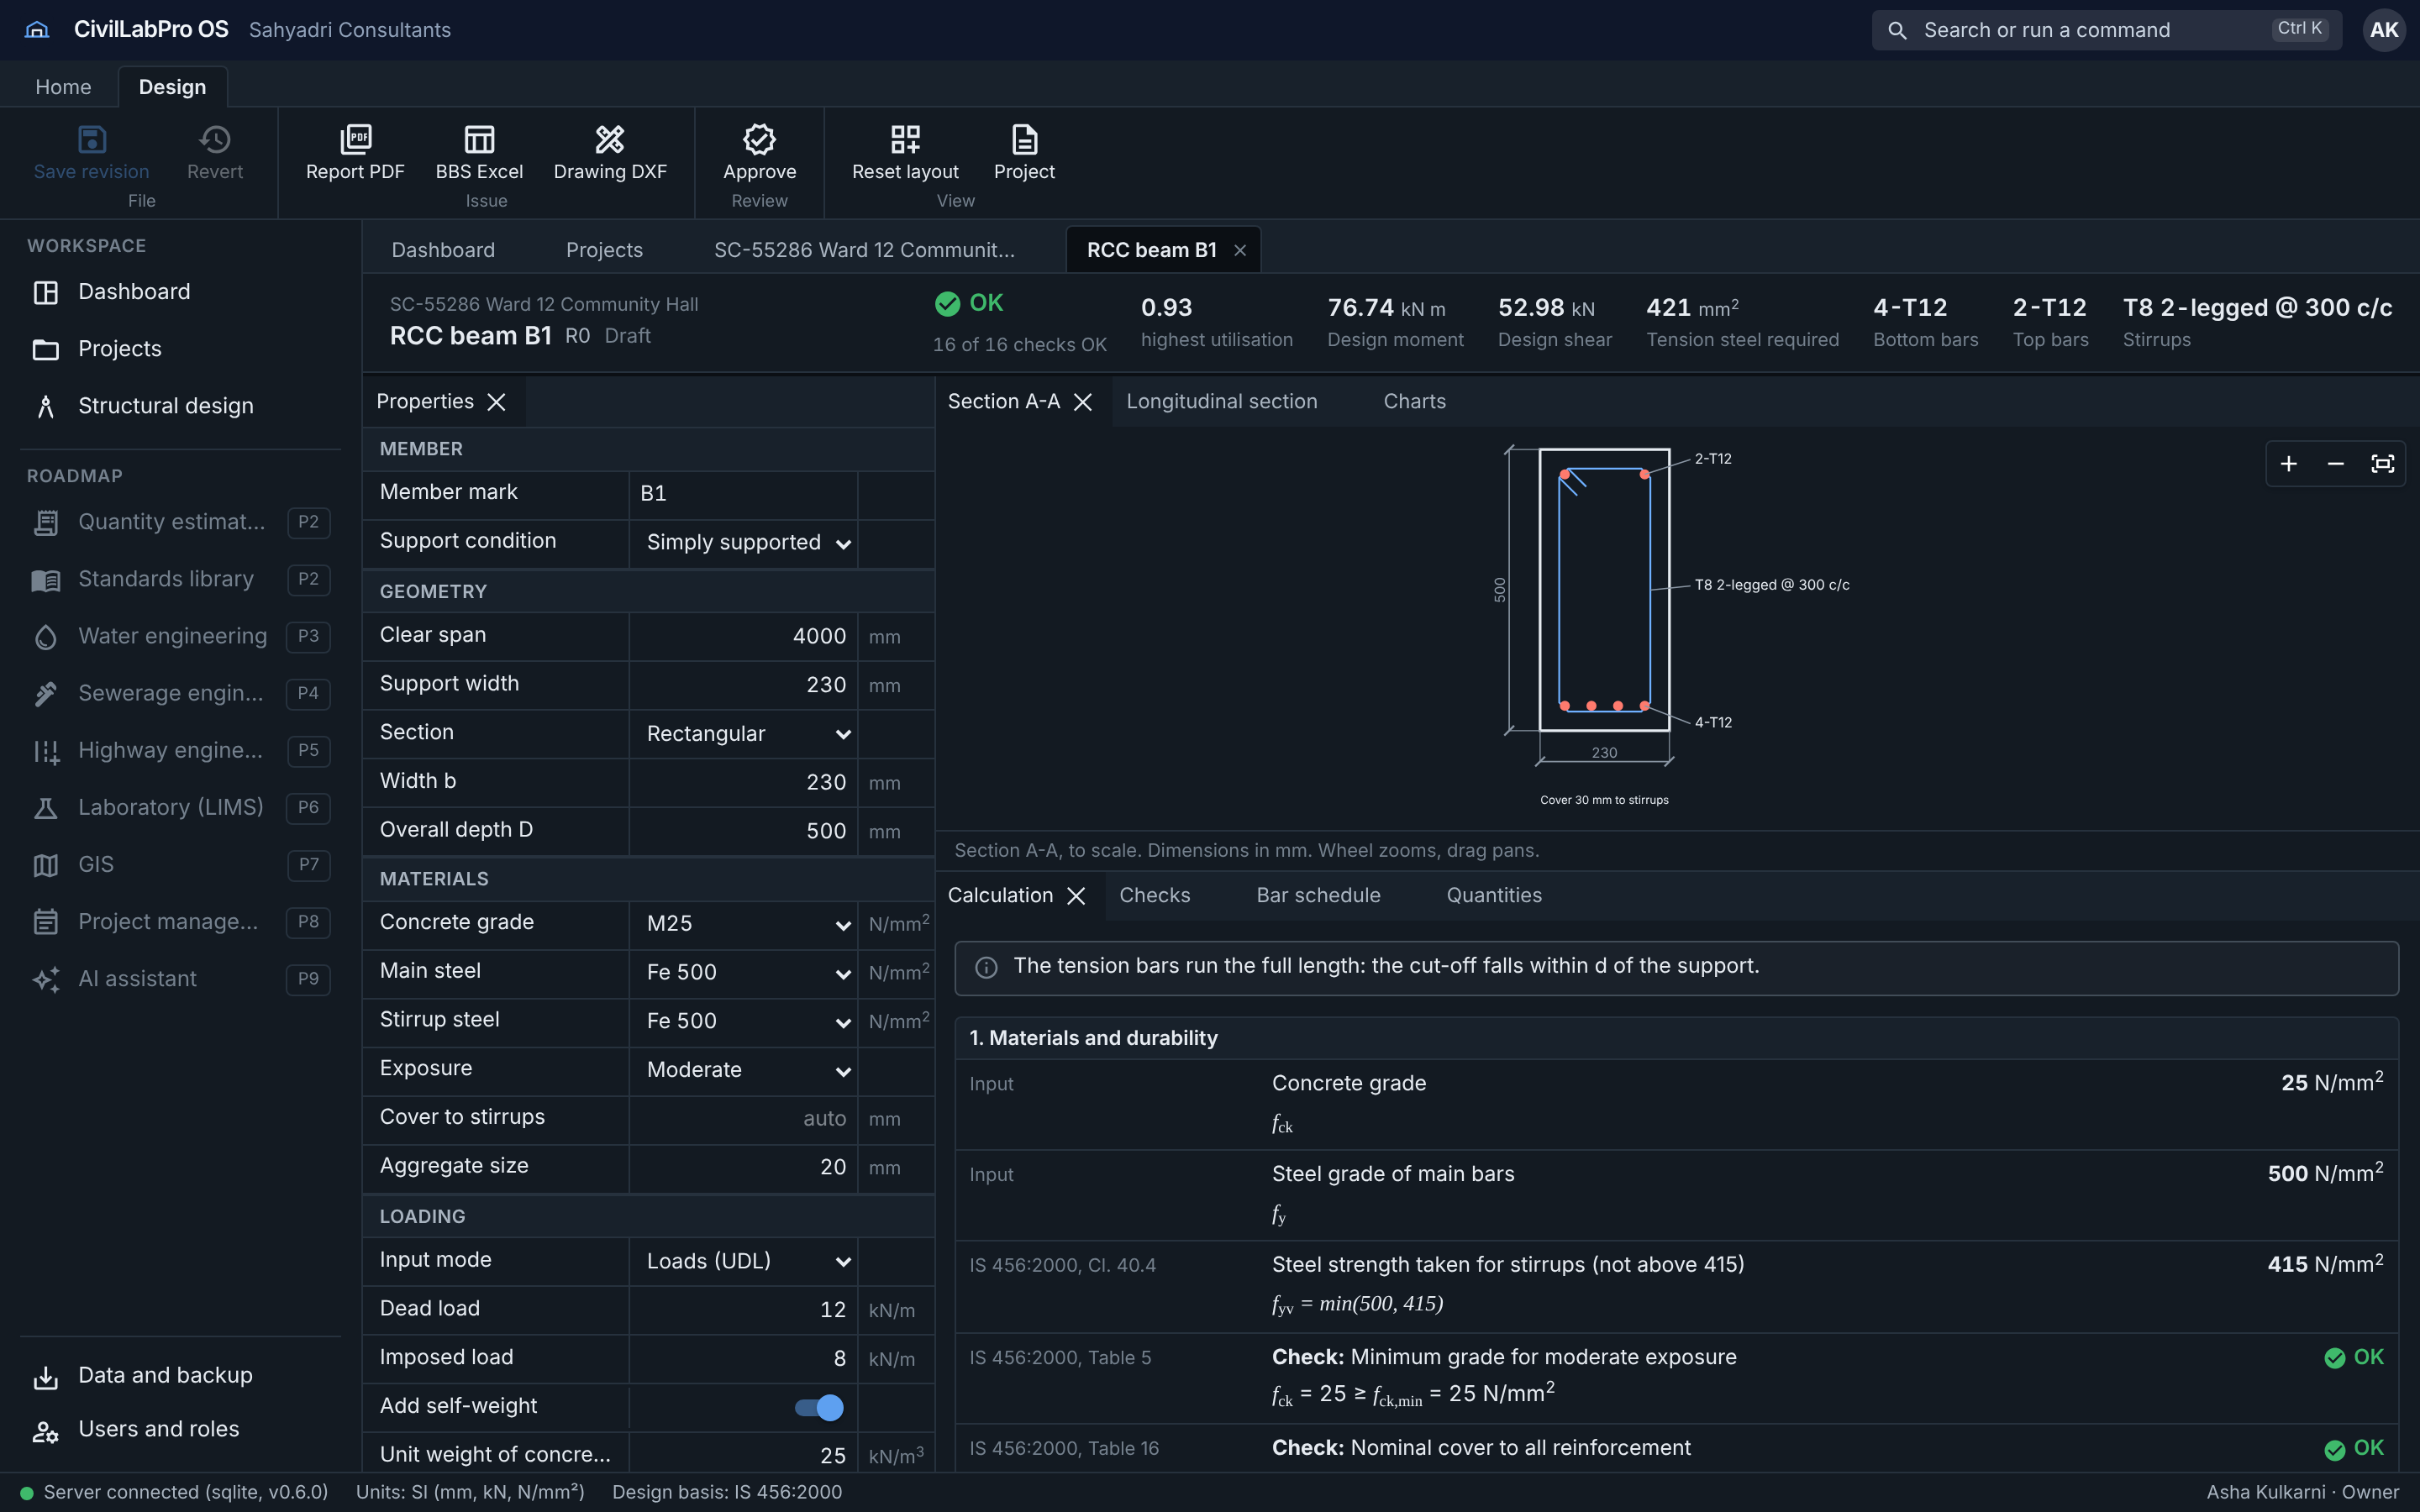 CivilLabPro OS Sahyadri Consultants
Search or run a command Ctrl K AK
Home Design
Save revision Revert
File
Report PDF BBS Excel Drawing DXF
Issue
Approve
Review
Reset layout Project
View
WORKSPACE
Dashboard
Projects
Structural design
ROADMAP
Quantity estimat... P2
Standards library P2
Water engineering P3
Sewerage engin... P4
Highway engine... P5
Laboratory (LIMS) P6
GIS P7
Project manage... P8
AI assistant P9
Data and backup
Users and roles
Dashboard Projects SC-55286 Ward 12 Communit... RCC beam B1
SC-55286 Ward 12 Community Hall
RCC beam B1 R0 Draft
OK
16 of 16 checks OK
0.93
highest utilisation
76.74 kN m
Design moment
52.98 kN
Design shear
421 mm²
Tension steel required
4-T12
Bottom bars
2-T12
Top bars
T8 2-legged @ 300 c/c
Stirrups
Properties
MEMBER
Member mark B1
Support condition Simply supported
GEOMETRY
Clear span 4000 mm
Support width 230 mm
Section Rectangular
Width b 230 mm
Overall depth D 500 mm
MATERIALS
Concrete grade M25 N/mm²
Main steel Fe 500 N/mm²
Stirrup steel Fe 500 N/mm²
Exposure Moderate
Cover to stirrups auto mm
Aggregate size 20 mm
LOADING
Input mode Loads (UDL)
Dead load 12 kN/m
Imposed load 8 kN/m
Add self-weight
Unit weight of concre... 25 kN/m³
Section A-A Longitudinal section Charts
2-T12
500
T8 2-legged @ 300 c/c
4-T12
230
Cover 30 mm to stirrups
Section A-A, to scale. Dimensions in mm. Wheel zooms, drag pans.
Calculation Checks Bar schedule Quantities
The tension bars run the full length: the cut-off falls within d of the support.
1. Materials and durability
Input Concrete grade 25 N/mm²
fck
Input Steel grade of main bars 500 N/mm²
fy
IS 456:2000, Cl. 40.4 Steel strength taken for stirrups (not above 415) 415 N/mm²
fyv = min(500, 415)
IS 456:2000, Table 5 Check: Minimum grade for moderate exposure OK
fck = 25 ≥ fck,min = 25 N/mm²
IS 456:2000, Table 16 Check: Nominal cover to all reinforcement OK
Server connected (sqlite, v0.6.0) Units: SI (mm, kN, N/mm²) Design basis: IS 456:2000 Asha Kulkarni · Owner